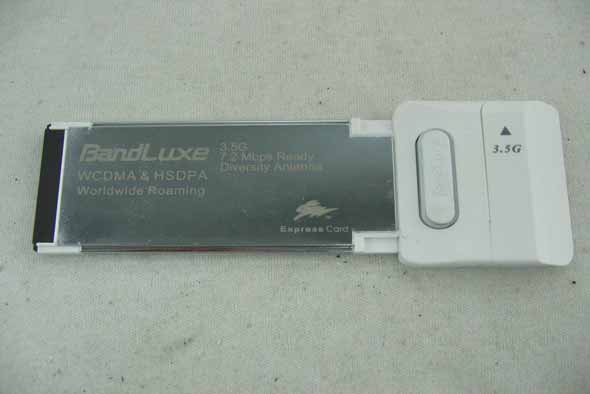 BandLuxe
3.5G
7.2 Mbps Ready
Diversity Antenna
WCDMA & HSDPA
Worldwide Roaming
ExpressCard
3.5G